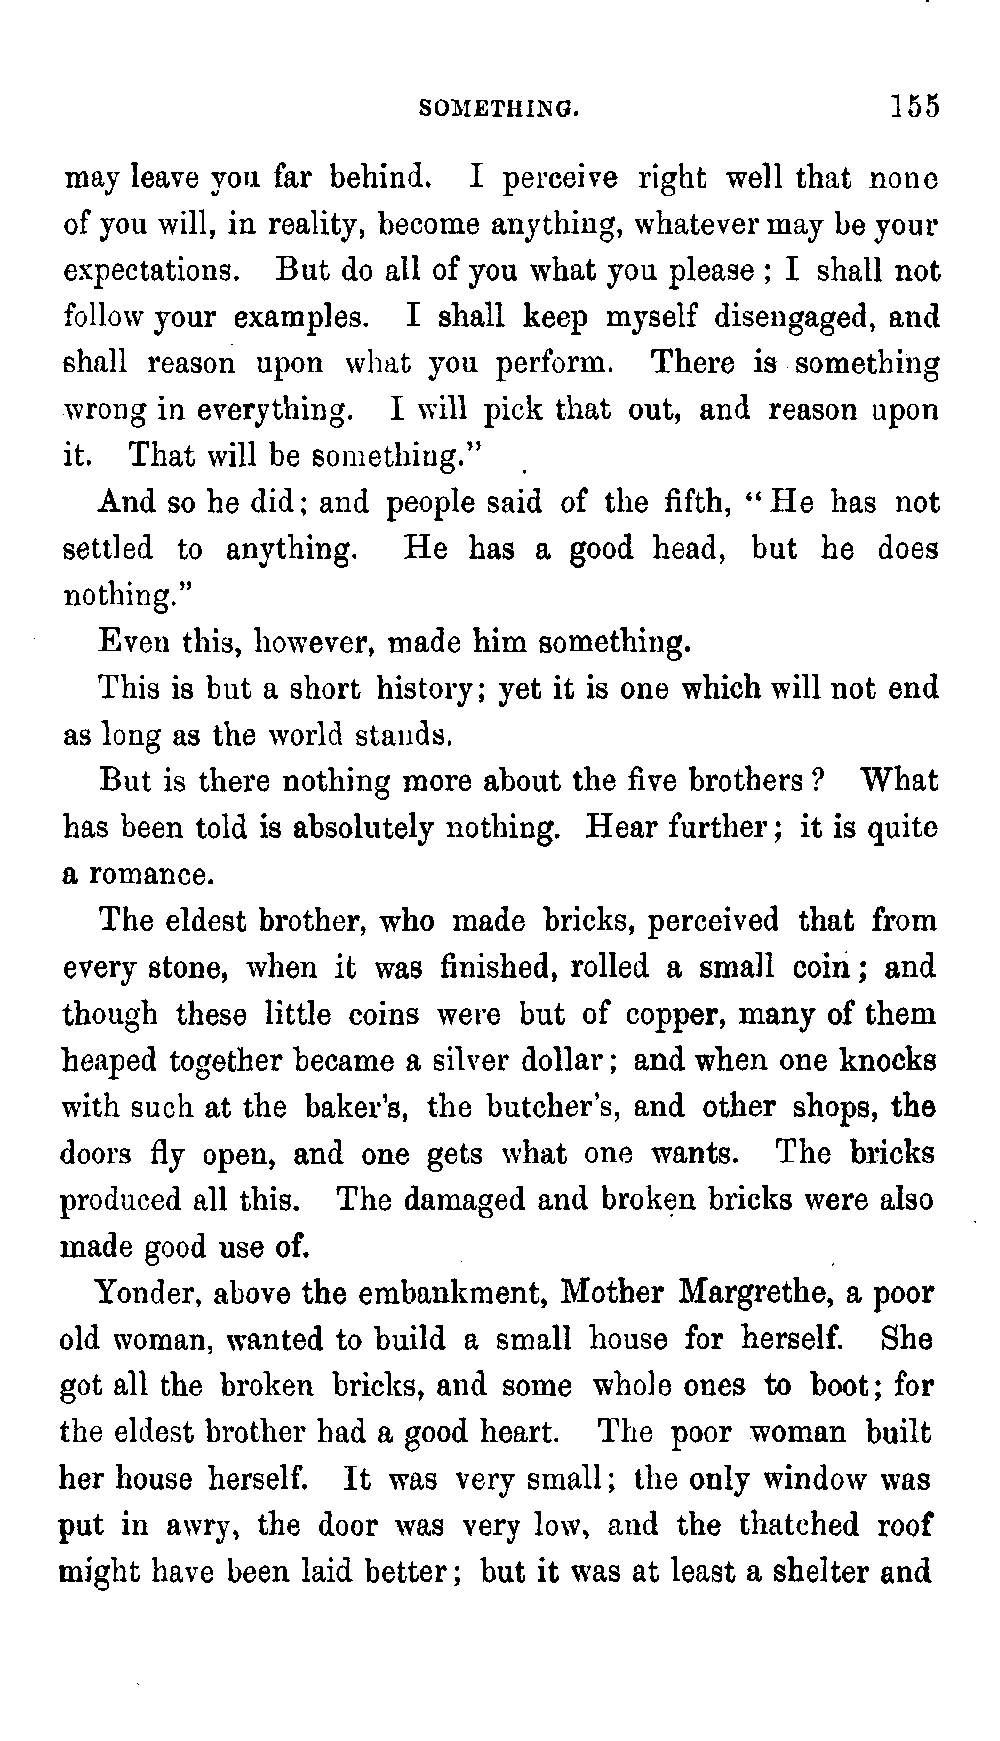 SOMETHING. 155
may leave you far behind. I perceive right well that none
of you will, in reality, become anything, whatever may be your
expectations. But do all of you what you please ; I shall not
follow your examples. I shall keep myself disengaged, and
shall reason upon what you perform. There is something
wrong in everything. I will pick that out, and reason upon
it. That will be something.”
And so he did; and people said of the fifth, “ He has not
settled to anything. He has a good head, but he does
nothing.”
Even this, however, made him something.
This is but a short history; yet it is one which will not end
as long as the world stands.
But is there nothing more about the five brothers ? What
has been told is absolutely nothing. Hear further; it is quite
a romance.
The eldest brother, who made bricks, perceived that from
every stone, when it was finished, rolled a small coin; and
though these little coins were but of copper, many of them
heaped together became a silver dollar; and when one knocks
with such at the baker’s, the butcher’s, and other shops, the
doors fly open, and one gets what one wants. The bricks
produced all this. The damaged and broken bricks were also
made good use of.
Yonder, above the embankment, Mother Margrethe, a poor
old woman, wanted to build a small house for herself. She
got all the broken bricks, and some whole ones to boot; for
the eldest brother had a good heart. The poor woman built
her house herself. It was very small; the only window was
put in awry, the door was very low, and the thatched roof
might have been laid better; but it was at least a shelter and